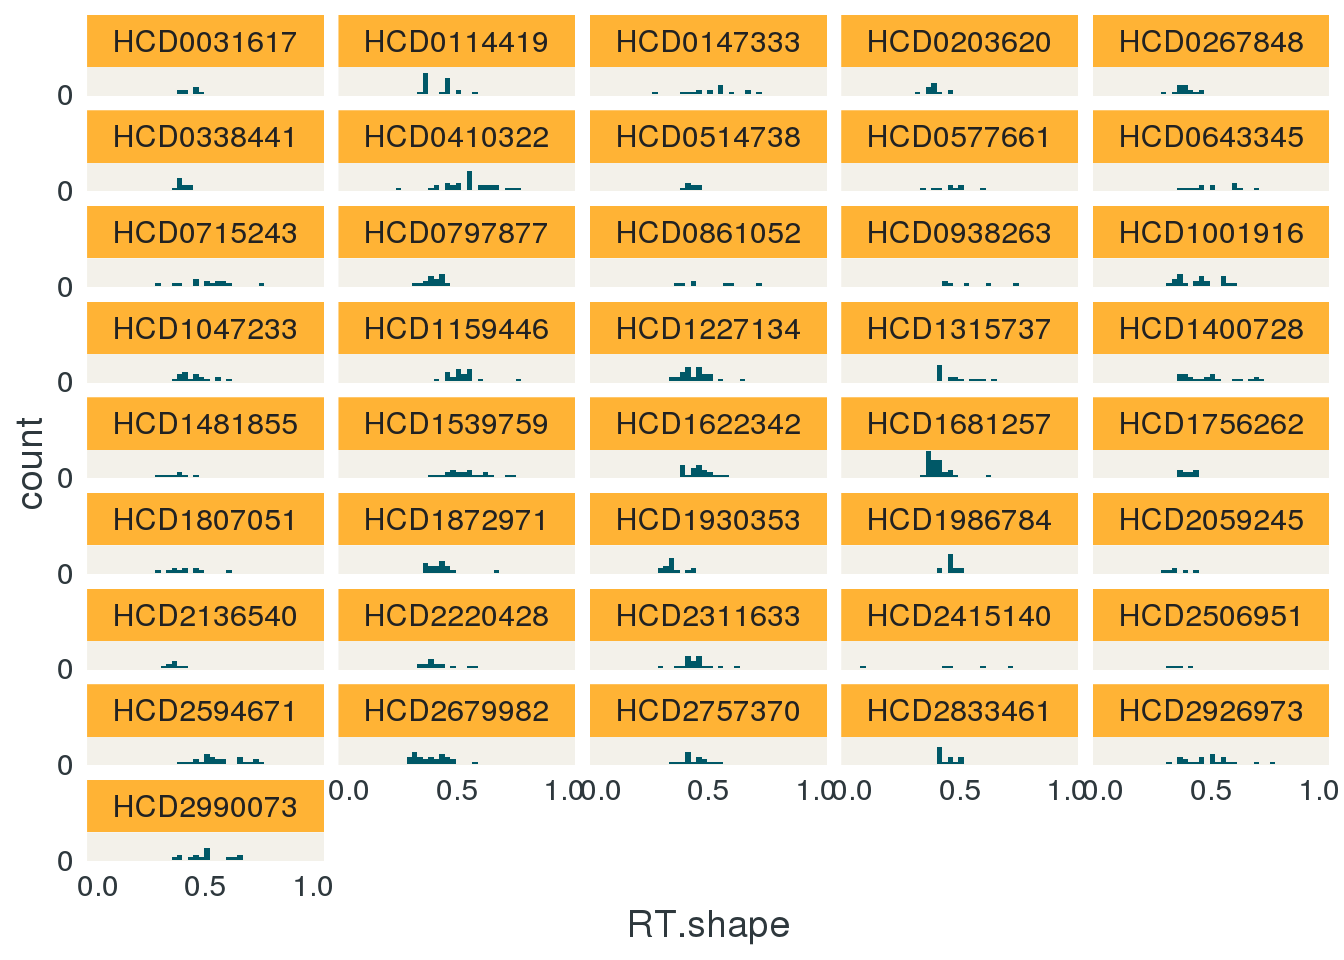 HCD0031617 HCD0114419 HCD0147333 HCD0203620 HCD0267848
0
HCD0338441 HCD0410322 HCD0514738 HCD0577661 HCD0643345
0
HCD0715243 HCD0797877 HCD0861052 HCD0938263 HCD1001916
0
HCD1047233 HCD1159446 HCD1227134 HCD1315737 HCD1400728
0
count
HCD1481855 HCD1539759 HCD1622342 HCD1681257 HCD1756262
0
HCD1807051 HCD1872971 HCD1930353 HCD1986784 HCD2059245
0
HCD2136540 HCD2220428 HCD2311633 HCD2415140 HCD2506951
0
HCD2594671 HCD2679982 HCD2757370 HCD2833461 HCD2926973
0
0.0 0.5 1.0 0.0 0.5 1.0 0.0 0.5 1.0 0.0 0.5 1.0
HCD2990073
0
0.0 0.5 1.0
RT.shape